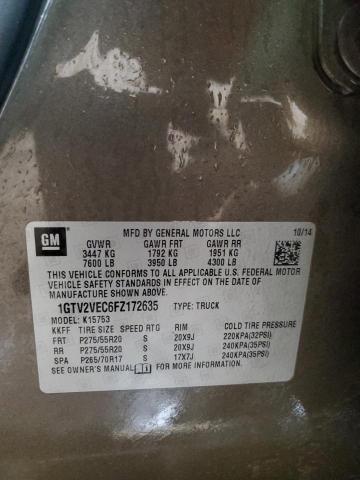 GM
MFD BY GENERAL MOTORS LLC 10/14
GVWR GAWR FRT GAWR RR
3447 KG 1792 KG 1951 KG
7600 LB 3950 LB 4300 LB
THIS VEHICLE CONFORMS TO ALL APPLICABLE U.S. FEDERAL MOTOR
VEHICLE SAFETY STANDARDS IN EFFECT ON THE DATE OF
MANUFACTURE SHOWN ABOVE.
1GTV2VEC6FZ172635 TYPE: TRUCK
MODEL: K15753
KKFF TIRE SIZE SPEED RTG RIM COLD TIRE PRESSURE
FRT P275/55R20 S 20X9J 220KPA(32PSI)
RR P275/55R20 S 20X9J 240KPA(35PSI)
SPA P265/70R17 S 17X7J 240KPA(35PSI)
SEE OWNER'S MANUAL FOR MORE INFORMATION.